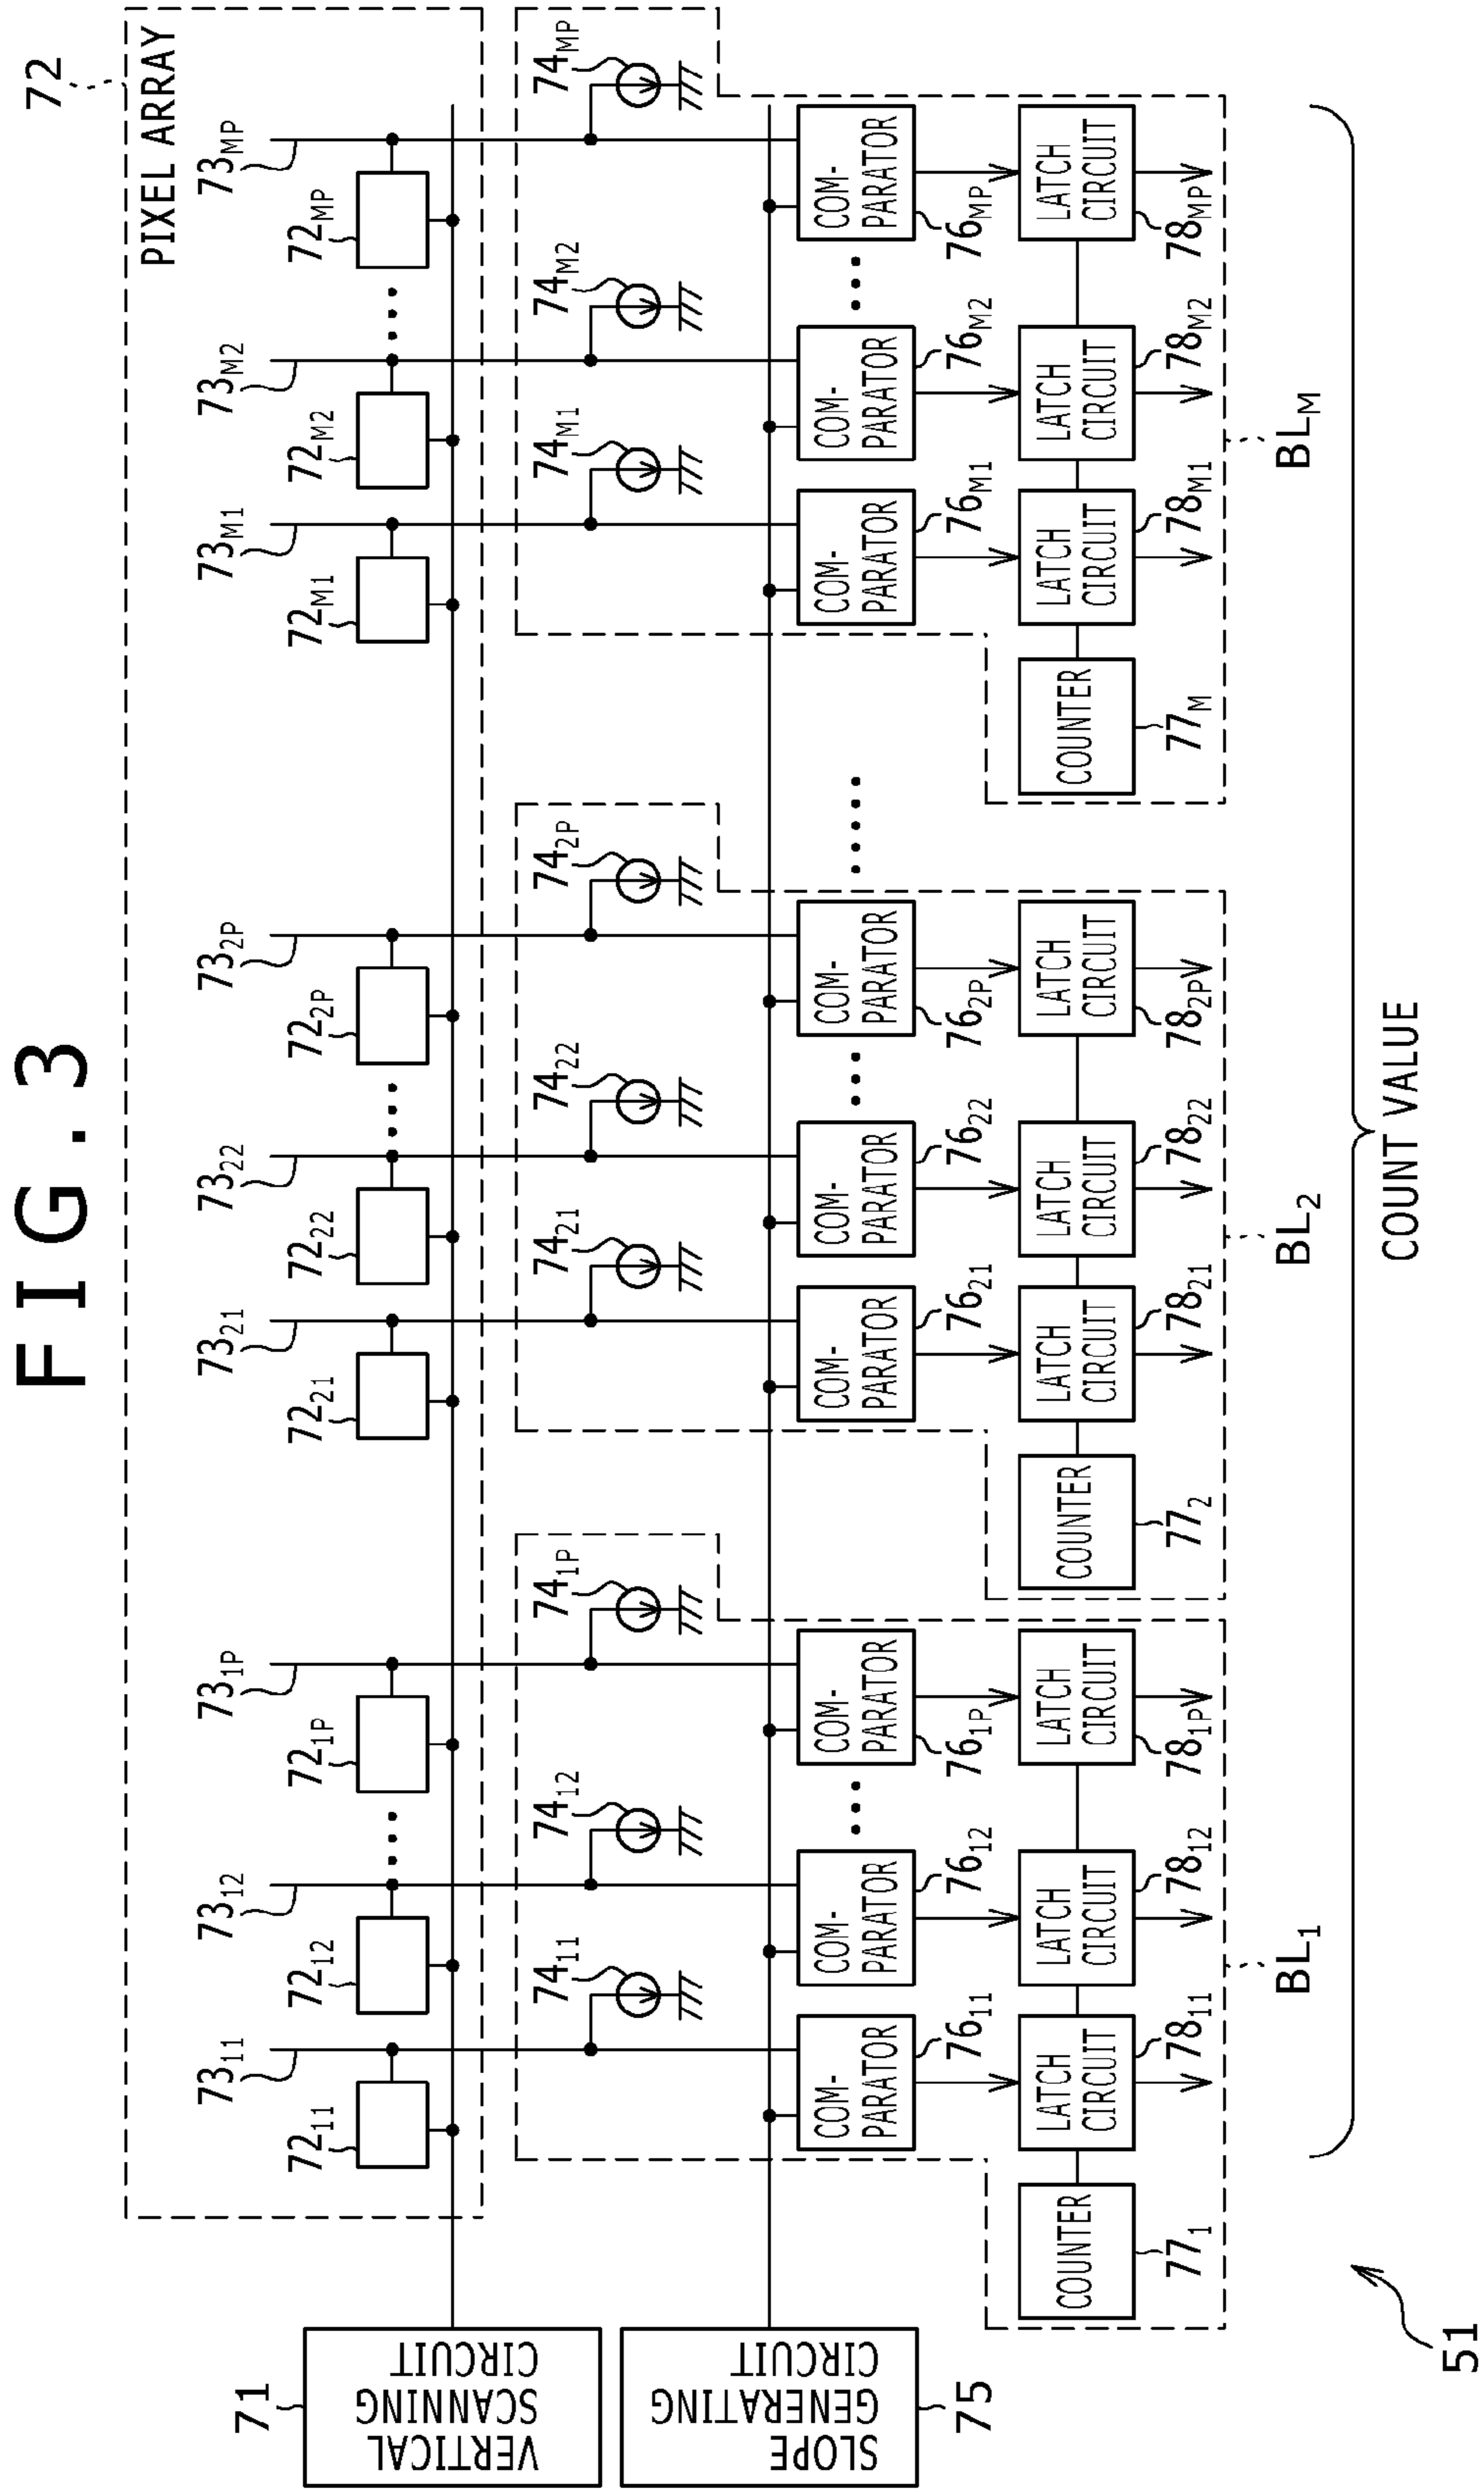 FIG.3
72
PIXEL ARRAY
73₁₁ 73₁₂ 73₁P 73₂₁ 73₂₂ 73₂P 73M1 73M2 73MP
72₁₁ 72₁₂ 72₁P 72₂₁ 72₂₂ 72₂P 72M1 72M2 72MP
71
VERTICAL
SCANNING
CIRCUIT
74₁₁ 74₁₂ 74₁P 74₂₁ 74₂₂ 74₂P 74M1 74M2 74MP
SLOPE
GENERATING
CIRCUIT
75
COM- COM- COM- COM- COM- COM- COM- COM- COM-
PARATOR PARATOR PARATOR PARATOR PARATOR PARATOR PARATOR PARATOR PARATOR
76₁₁ 76₁₂ 76₁P 76₂₁ 76₂₂ 76₂P 76M1 76M2 76MP
COUNTER LATCH LATCH LATCH COUNTER LATCH LATCH LATCH COUNTER LATCH LATCH LATCH
CIRCUIT CIRCUIT CIRCUIT CIRCUIT CIRCUIT CIRCUIT CIRCUIT CIRCUIT CIRCUIT
77₁ 78₁₁ 78₁₂ 78₁P 77₂ 78₂₁ 78₂₂ 78₂P 77M 78M1 78M2 78MP
BL₁ BL₂ BLM
COUNT VALUE
51